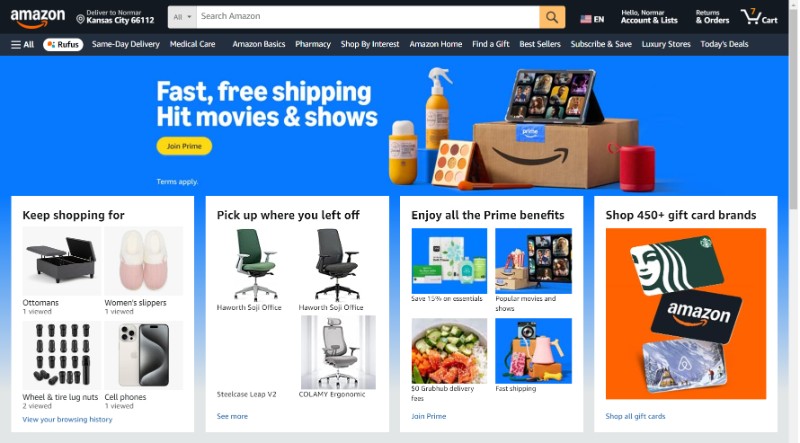 amazon
Deliver to Normar
Kansas City 66112
All
Search Amazon
EN
Hello, Normar
Account & Lists
Returns
& Orders
7
Cart
All
Rufus
Same-Day Delivery
Medical Care
Amazon Basics
Pharmacy
Shop By Interest
Amazon Home
Find a Gift
Best Sellers
Subscribe & Save
Luxury Stores
Today's Deals
Fast, free shipping
Hit movies & shows
Join Prime
Terms apply.
prime
Keep shopping for
Ottomans
1 viewed
Women's slippers
1 viewed
Wheel & tire lug nuts
2 viewed
Cell phones
1 viewed
View your browsing history
Pick up where you left off
Haworth Soji Office
Haworth Soji Office
Steelcase Leap V2
COLAMY Ergonomic
See more
Enjoy all the Prime benefits
Save 15% on essentials
Popular movies and
shows
$0 Grubhub delivery
fees
Fast shipping
Join Prime
Shop 450+ gift card brands
amazon
Shop all gift cards